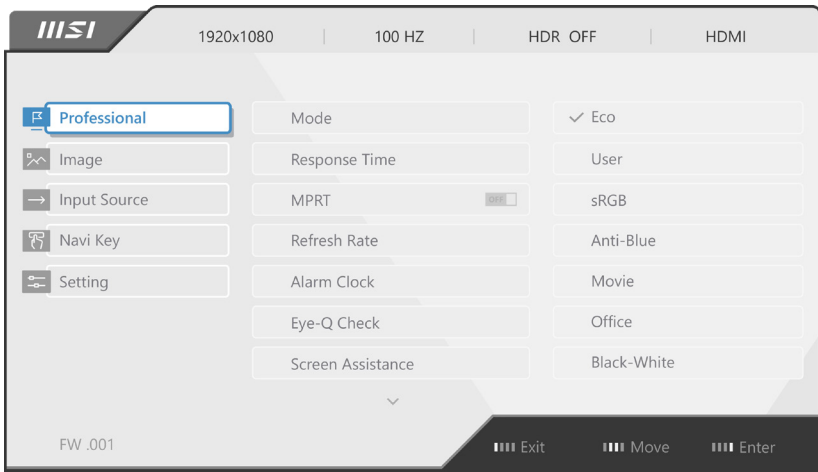 msi
1920x1080 100 HZ HDR OFF HDMI
Professional Mode Eco
Image Response Time User
Input Source MPRT OFF sRGB
Navi Key Refresh Rate Anti-Blue
Setting Alarm Clock Movie
Eye-Q Check Office
Screen Assistance Black-White
FW .001 Exit Move Enter